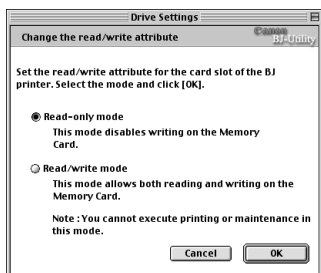 Drive Settings
Change the read/write attribute
Canon
BJ-Utility
Set the read/write attribute for the card slot of the BJ
printer. Select the mode and click [OK].
Read-only mode
This mode disables writing on the Memory
Card.
Read/write mode
This mode allows both reading and writing on the
Memory Card.
Note : You cannot execute printing or maintenance in
this mode.
Cancel
OK